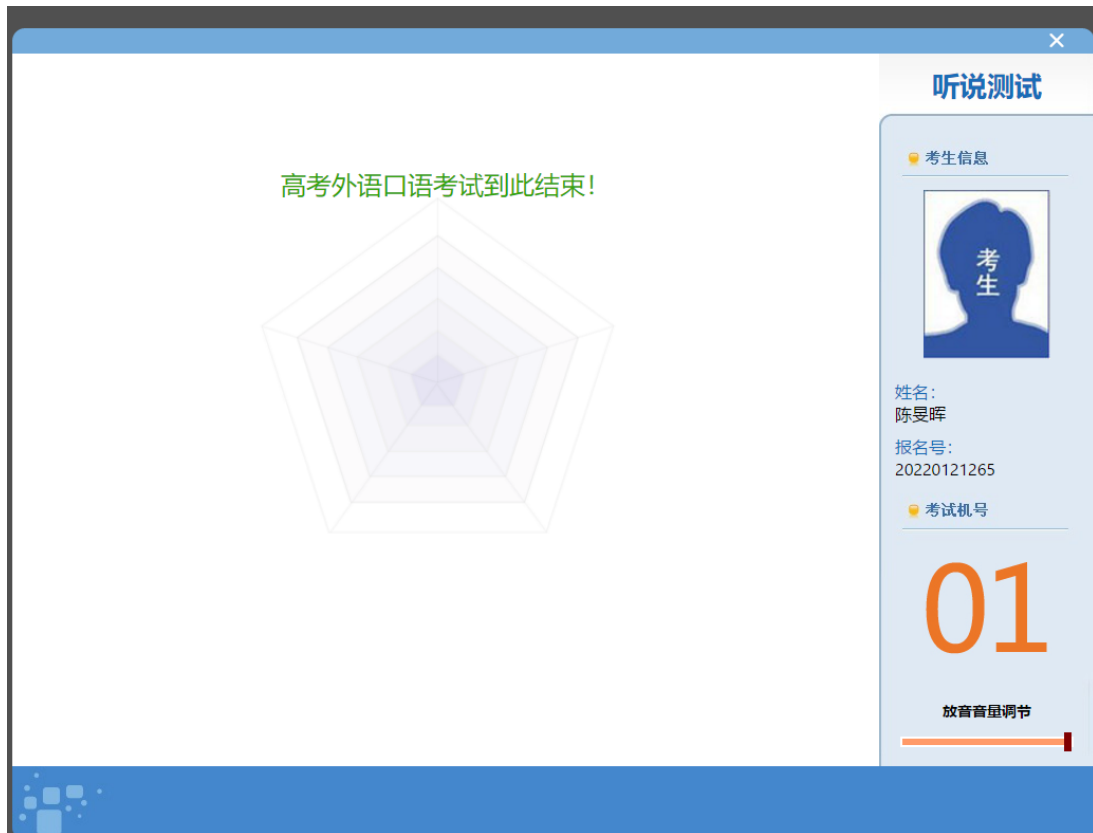 听说测试
高考外语口语考试到此结束！
考生信息
考生
姓名：
陈旻晖
报名号：
20220121265
考试机号
01
放音音量调节